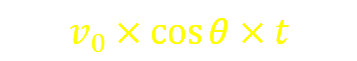 v₀ × cos θ × t